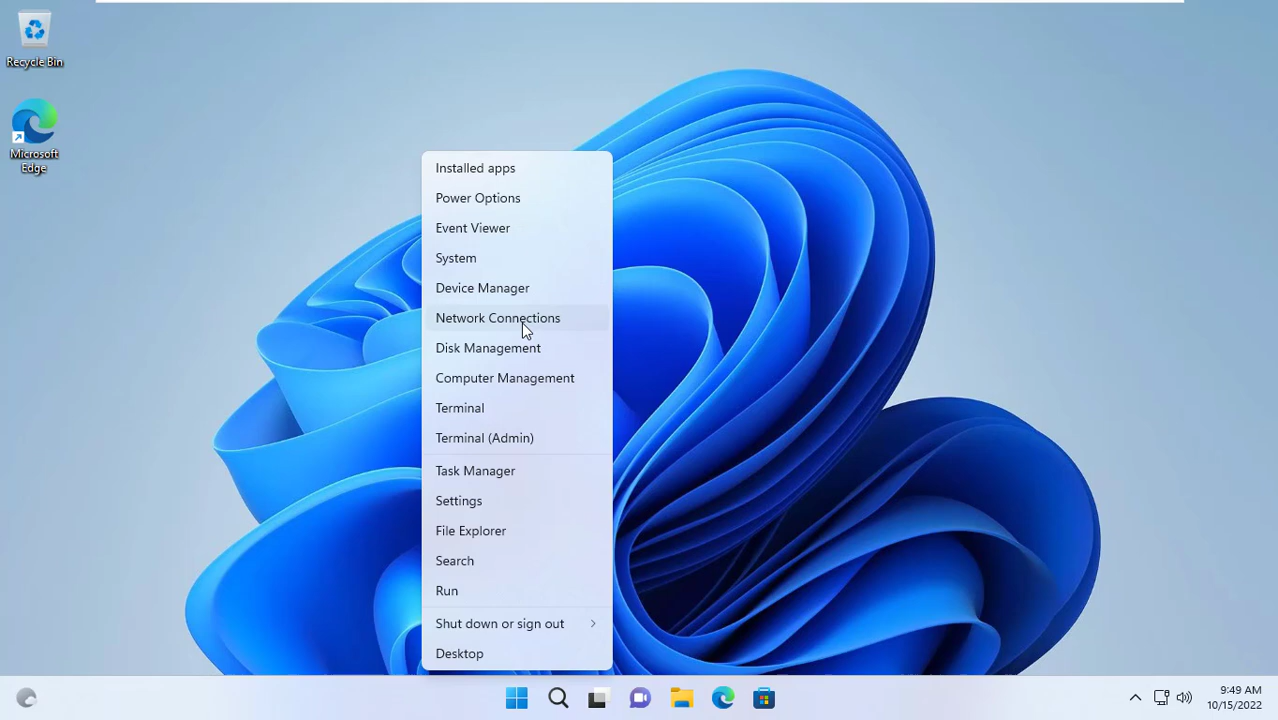 Recycle Bin
Microsoft
Edge
Installed apps
Power Options
Event Viewer
System
Device Manager
Network Connections
Disk Management
Computer Management
Terminal
Terminal (Admin)
Task Manager
Settings
File Explorer
Search
Run
Shut down or sign out
Desktop
9:49 AM
10/15/2022